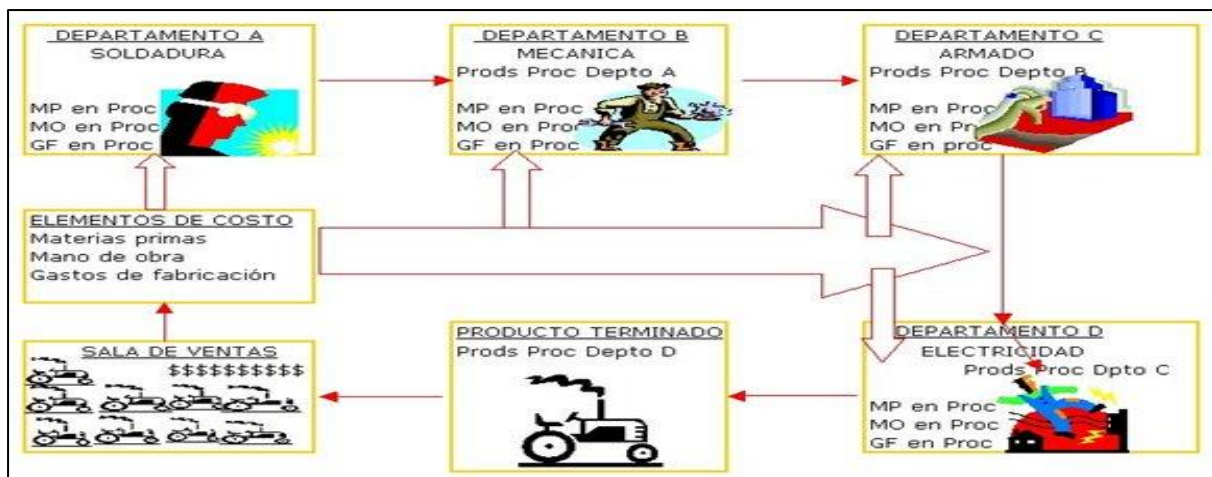 DEPARTAMENTO A
SOLDADURA
MP en Proc
MO en Proc
GF en Proc
DEPARTAMENTO B
MECANICA
Prods Proc Depto A
MP en Proc
MO en Proc
GF en Proc
DEPARTAMENTO C
ARMADO
Prods Proc Depto B
MP en Proc
MO en Proc
GF en proc
ELEMENTOS DE COSTO
Materias primas
Mano de obra
Gastos de fabricación
SALA DE VENTAS
$$$$$$$$$$
PRODUCTO TERMINADO
Prods Proc Depto D
DEPARTAMENTO D
ELECTRICIDAD
Prods Proc Dpto C
MP en Proc
MO en Proc
GF en Proc